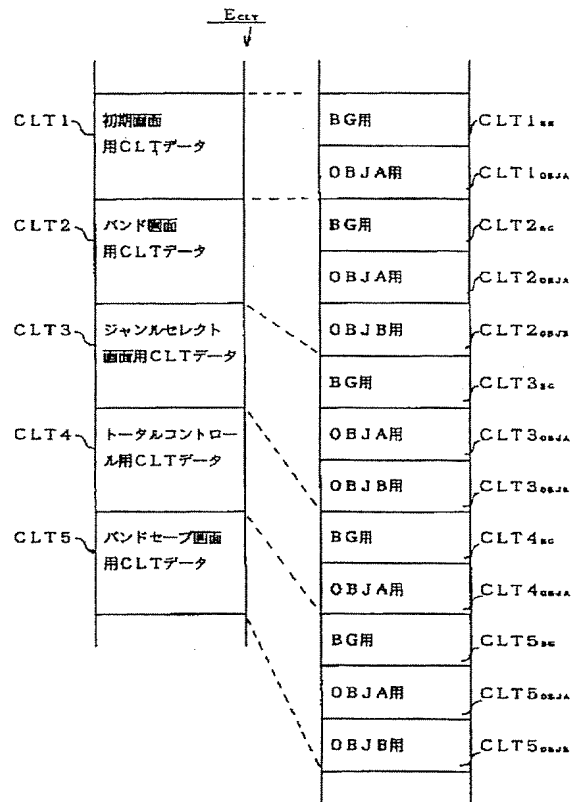 E_CLT
CLT1
初期画面
用CLTデータ
CLT2
バンド画面
用CLTデータ
CLT3
ジャンルセレクト
画面用CLTデータ
CLT4
トータルコントロー
ル用CLTデータ
CLT5
バンドセーブ画面
用CLTデータ
BG用
CLT1BG
OBJA用
CLT1OBJA
BG用
CLT2BG
OBJA用
CLT2OBJA
OBJB用
CLT2OBJB
BG用
CLT3BG
OBJA用
CLT3OBJA
OBJB用
CLT3OBJB
BG用
CLT4BG
OBJA用
CLT4OBJA
BG用
CLT5BG
OBJA用
CLT5OBJA
OBJB用
CLT5OBJB